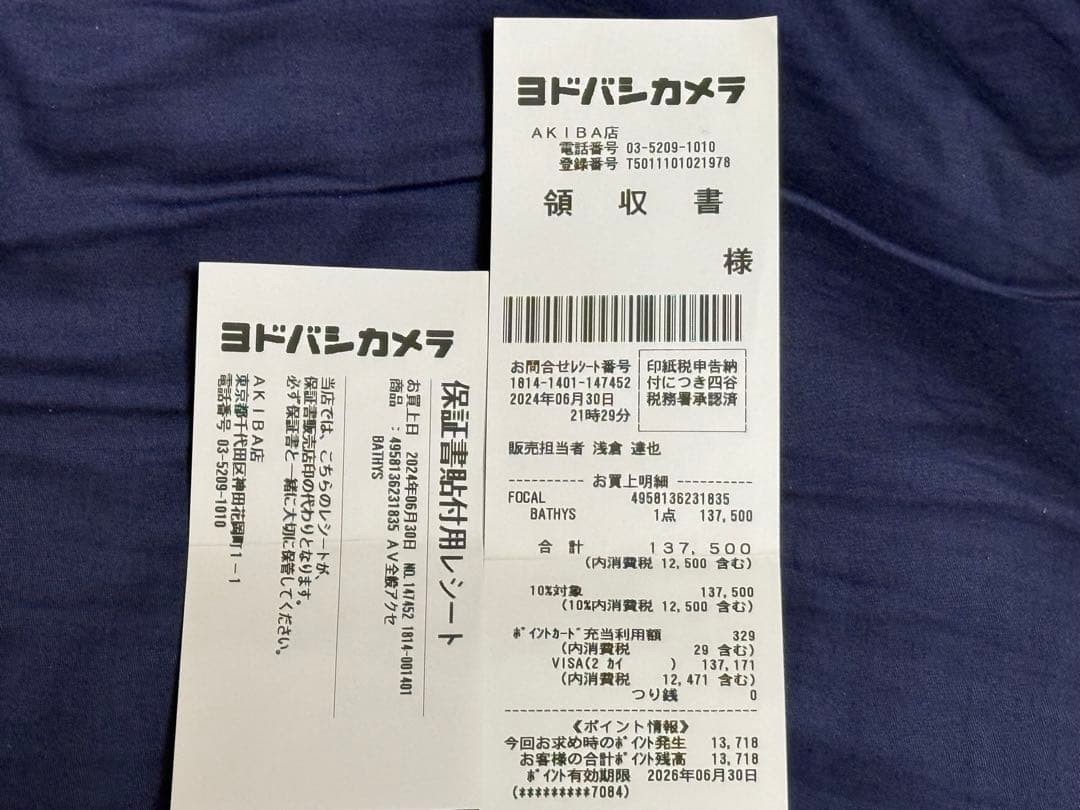 ヨドバシカメラ
AKIBA店
電話番号 03-5209-1010
登録番号 T5011101021978
領 収 書
様
お問合せレシート番号
1814-1401-147452
2024年06月30日
21時29分
印紙税申告納
付につき四谷
税務署承認済
販売担当者 浅倉 達也
---------- お買上明細 ----------
FOCAL 4958136231835
BATHYS 1点 137,500
合 計 137,500
(内消費税 12,500 含む)
10%対象 137,500
(10%内消費税 12,500 含む)
ポイントカード充当利用額 329
(内消費税 29 含む)
VISA(2 カイ ) 137,171
(内消費税 12,471 含む)
つり銭 0
《ポイント情報》
今回お求め時のポイント発生 13,718
お客様の合計ポイント残高 13,718
ポイント有効期限 2026年06月30日
(*********7084)
ヨドバシカメラ
保証書貼付用レシート
お買上日 2024年06月30日 NO.147452 1814-001401
商品 :4958136231835 AV全般アクセ
BATHYS
当店では、こちらのレシートが、
保証書販売店印の代わりとなります。
必ず保証書と一緒に大切に保管してください。
AKIBA店
東京都千代田区神田花岡町1-1
電話番号 03-5209-1010